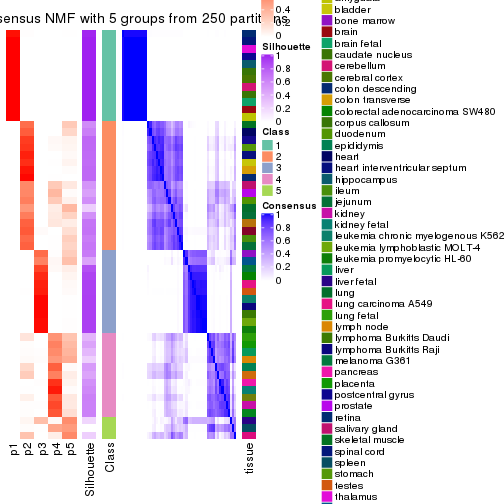 sensus NMF with 5 groups from 250 partitions
0.4
0.2
0
Silhouette
1
0.8
0.6
0.4
0.2
0
Class
1
2
3
4
5
Consensus
1
0.8
0.6
0.4
0.2
0
p1
p2
p3
p4
p5
Silhouette
Class
tissue
bladder
bone marrow
brain
brain fetal
caudate nucleus
cerebellum
cerebral cortex
colon descending
colon transverse
colorectal adenocarcinoma SW480
corpus callosum
duodenum
epididymis
heart
heart interventricular septum
hippocampus
ileum
jejunum
kidney
kidney fetal
leukemia chronic myelogenous K562
leukemia lymphoblastic MOLT-4
leukemia promyelocytic HL-60
liver
liver fetal
lung
lung carcinoma A549
lung fetal
lymph node
lymphoma Burkitts Daudi
lymphoma Burkitts Raji
melanoma G361
pancreas
placenta
postcentral gyrus
prostate
retina
salivary gland
skeletal muscle
spinal cord
spleen
stomach
testes
thalamus